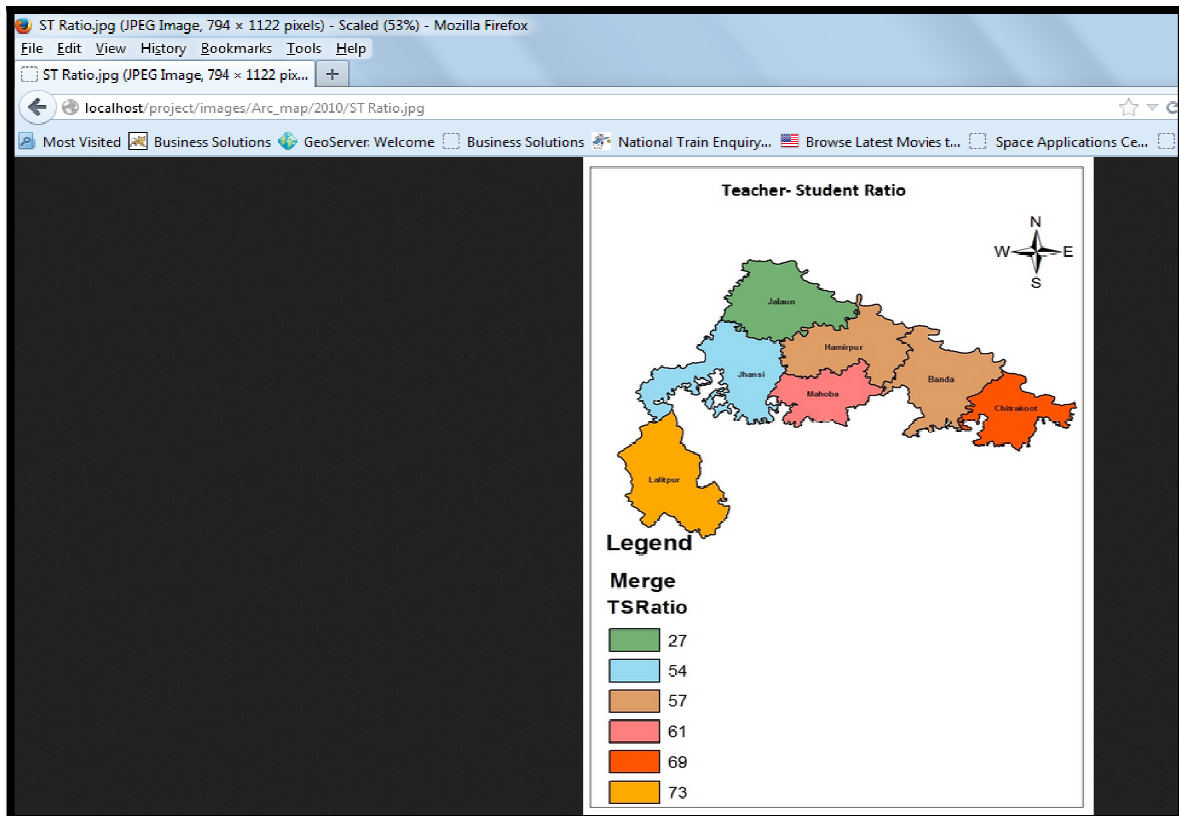 ST Ratio.jpg (JPEG Image, 794 × 1122 pixels) - Scaled (53%) - Mozilla Firefox
File Edit View History Bookmarks Tools Help
ST Ratio.jpg (JPEG Image, 794 × 1122 pix... +
localhost/project/images/Arc_map/2010/ST Ratio.jpg
Most Visited Business Solutions GeoServer: Welcome Business Solutions National Train Enquiry... Browse Latest Movies t... Space Applications Ce...
Teacher- Student Ratio
N
W E
S
Jalaun
Hamirpur
Jhansi
Banda
Mahoba
Chitrakoot
Lalitpur
Legend
Merge
TSRatio
27
54
57
61
69
73